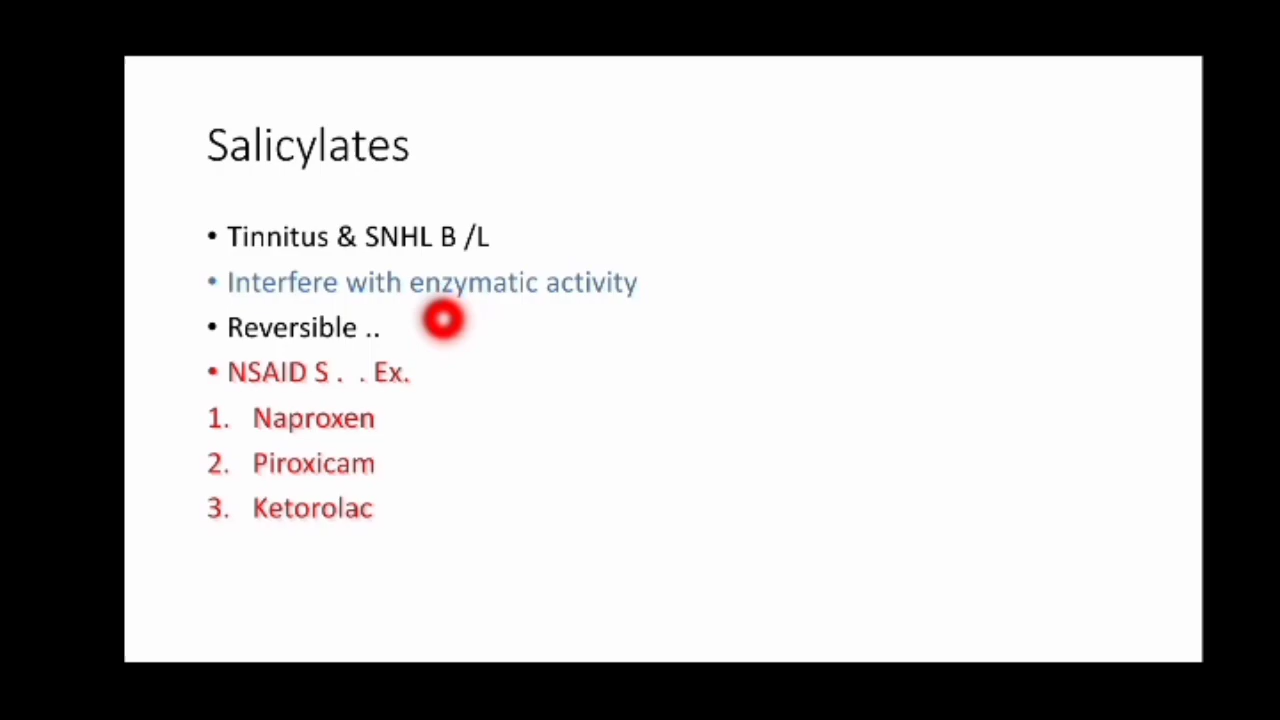 Salicylates
• Tinnitus & SNHL B /L
• Interfere with enzymatic activity
• Reversible ..
• NSAID S .  . Ex.
1. Naproxen
2. Piroxicam
3. Ketorolac